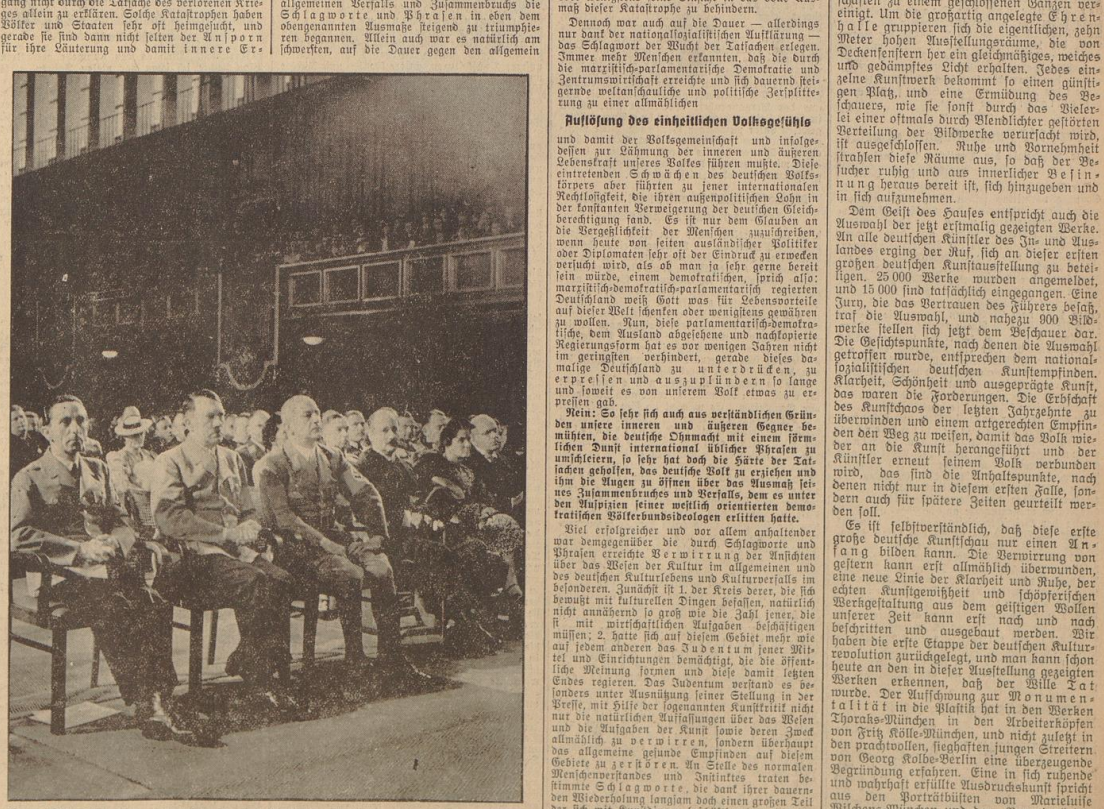 gang nicht durch die Tatsache des verlorenen Krie-
ges allein zu erklären. Solche Katastrophen haben
Völker und Staaten sehr oft heimgesucht, und
gerade sie sind dann nicht selten der Ansporn
für ihre Läuterung und damit innere Er-
allgemeinen Verfalls und Zusammenbruchs die
Schlagworte und Phrasen in eben dem
obengenannten Ausmaße steigend zu triumphie-
ren begannen. Allein auch war es natürlich am
schwersten, auf die Dauer gegen den allgemein
maß dieser Katastrophe zu behindern.
Dennoch war auch auf die Dauer — allerdings
nur dank der nationalsozialistischen Aufklärung —
das Schlagwort der Wucht der Tatsachen erlegen.
Immer mehr Menschen erkannten, daß die durch
die marxistisch-parlamentarische Demokratie und
Zentrumswirtschaft erreichte und sich dauernd stei-
gernde weltanschauliche und politische Zersplitte-
rung zu einer allmählichen
Auflösung des einheitlichen Volksgefühls
und damit der Volksgemeinschaft und infolge-
dessen zur Lähmung der inneren und äußeren
Lebenskraft unseres Volkes führen mußte. Diese
eintretenden Schwächen des deutschen Volks-
körpers aber führten zu jener internationalen
Rechtlosigkeit, die ihren außenpolitischen Lohn in
der konstanten Verweigerung der deutschen Gleich-
berechtigung fand. Es ist nur dem Glauben an
die Vergeßlichkeit der Menschen zuzuschreiben,
wenn heute von seiten ausländischer Politiker
oder Diplomaten sehr oft der Eindruck zu erwecken
versucht wird, als ob man ja sehr gerne bereit
sein würde, einem demokratischen, sprich also:
marxistisch-demokratisch-parlamentarisch regierten
Deutschland weiß Gott was für Lebensvorteile
auf dieser Welt schenken oder wenigstens gewähren
zu wollen. Nun, diese parlamentarisch-demokra-
tische, dem Ausland abgesehene und nachkopierte
Regierungsform hat es vor wenigen Jahren nicht
im geringsten verhindert, gerade dieses da-
malige Deutschland zu unterdrücken, zu
erpressen und auszuplündern so lange
und soweit es von unserem Volk etwas zu er-
pressen gab.
Nein: So sehr sich auch aus verständlichen Grün-
den unsere inneren und äußeren Gegner be-
mühten, die deutsche Ohnmacht mit einem förm-
lichen Dunst international üblicher Phrasen zu
umschleiern, so sehr hat doch die Härte der Tat-
sachen geholfen, das deutsche Volk zu erziehen und
ihm die Augen zu öffnen über das Ausmaß sei-
nes Zusammenbruches und Verfalls, dem es unter
den Auspizien seiner westlich orientierten demo-
kratischen Völkerbundsideologen erlitten hatte.
Viel erfolgreicher und vor allem anhaltender
war demgegenüber die durch Schlagworte und
Phrasen erreichte Verwirrung der Ansichten
über das Wesen der Kultur im allgemeinen und
des deutschen Kulturlebens und Kulturverfalls im
besonderen. Zunächst ist 1. der Kreis derer, die sich
bewußt mit kulturellen Dingen befassen, natürlich
nicht annähernd so groß wie die Zahl jener, die
mit wirtschaftlichen Aufgaben beschäftigen
müssen; 2. hatte sich auf diesem Gebiet mehr wie
auf jedem anderen das Judentum jener Mit-
tel und Einrichtungen bemächtigt, die die öffent-
liche Meinung formen und diese damit letzten
Endes regieren. Das Judentum verstand es be-
sonders unter Ausnützung seiner Stellung in der
Presse, mit Hilfe der sogenannten Kunstkritik nicht
nur die natürlichen Auffassungen über das Wesen
und die Aufgaben der Kunst sowie deren Zweck
allmählich zu verwirren, sondern überhaupt
das allgemeine gesunde Empfinden auf diesem
Gebiete zu zerstören. An Stelle des normalen
Menschenverstandes und Instinktes traten be-
stimmte Schlagworte, die dank ihrer dauern-
den Wiederholung langsam doch einen großen Teil
schaften zu einem geschlossenen Ganzen ver-
einigt. Um die großartig angelegte Ehren-
halle gruppieren sich die eigentlichen, zehn
Meter hohen Ausstellungsräume, die von
Deckenfenstern her ein gleichmäßiges, weiches
und gedämpftes Licht erhalten. Jedes ein-
zelne Kunstwerk bekommt so einen günsti-
gen Platz, und eine Ermüdung des Be-
schauers, wie sie sonst durch das Vieler-
lei einer oftmals durch Blendlichter gestörten
Verteilung der Bildwerke verursacht wird,
ist ausgeschlossen. Ruhe und Vornehmheit
strahlen diese Räume aus, so daß der Be-
sucher ruhig und aus innerlicher Besin-
nung heraus bereit ist, sich hinzugeben und
in sich aufzunehmen.
Dem Geist des Hauses entspricht auch die
Auswahl der jetzt erstmalig gezeigten Werke.
An alle deutschen Künstler des In- und Aus-
landes erging der Ruf, sich an dieser ersten
großen deutschen Kunstausstellung zu betei-
ligen. 25 000 Werke wurden angemeldet,
und 15 000 sind tatsächlich eingegangen. Eine
Jury, die das Vertrauen des Führers besaß,
traf die Auswahl, und nahezu 900 Bild-
werke stellen sich jetzt dem Beschauer dar.
Die Gesichtspunkte, nach denen die Auswahl
getroffen wurde, entsprechen dem national-
sozialistischen deutschen Kunstempfinden.
Klarheit, Schönheit und ausgeprägte Kunst,
das waren die Forderungen. Die Erbschaft
des Kunstchaos der letzten Jahrzehnte zu
überwinden und einem artgerechten Empfin-
den den Weg zu weisen, damit das Volk wie-
der an die Kunst herangeführt und der
Künstler erneut seinem Volk verbunden
wird, das sind die Anhaltspunkte, nach
denen nicht nur in diesem ersten Falle, son-
dern auch für spätere Zeiten geurteilt wer-
den soll.
Es ist selbstverständlich, daß diese erste
große deutsche Kunstschau nur einen An-
fang bilden kann. Die Verwirrung von
gestern kann erst allmählich überwunden,
eine neue Linie der Klarheit und Ruhe, der
echten Kunstgewißheit und schöpferischen
Werkgestaltung aus dem geistigen Wollen
unserer Zeit kann erst nach und nach
beschritten und ausgebaut werden. Wir
haben die erste Etappe der deutschen Kultur-
revolution zurückgelegt, und man kann schon
heute an den in dieser Ausstellung gezeigten
Werken erkennen, daß der Wille Tat
wurde. Der Aufschwung zur Monumen-
talität in die Plastik hat in den Werken
Thoraks-München in den Arbeiterköpfen
von Fritz Kölle-München, und nicht zuletzt in
den prachtvollen, sieghaften jungen Streitern
von Georg Kolbe-Berlin eine überzeugende
Begründung erfahren. Eine in sich ruhende
und wahrhaft erfüllte Ausdruckskunst spricht
aus den Porträtbüsten von Marieluise